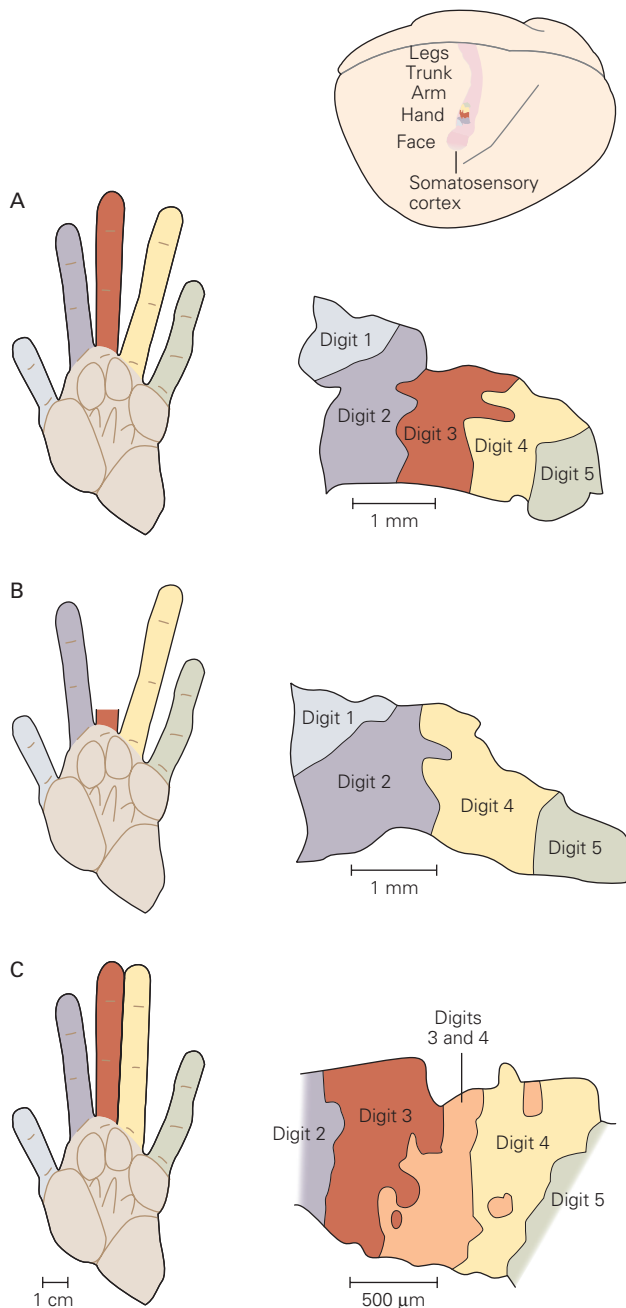 Legs
Trunk
Arm
Hand
Face
Somatosensory
cortex
A
Digit 1
Digit 2
Digit 3
Digit 4
Digit 5
1 mm
B
Digit 1
Digit 2
Digit 4
Digit 5
1 mm
C
Digits
3 and 4
Digit 2
Digit 3
Digit 4
Digit 5
1 cm
500 μm